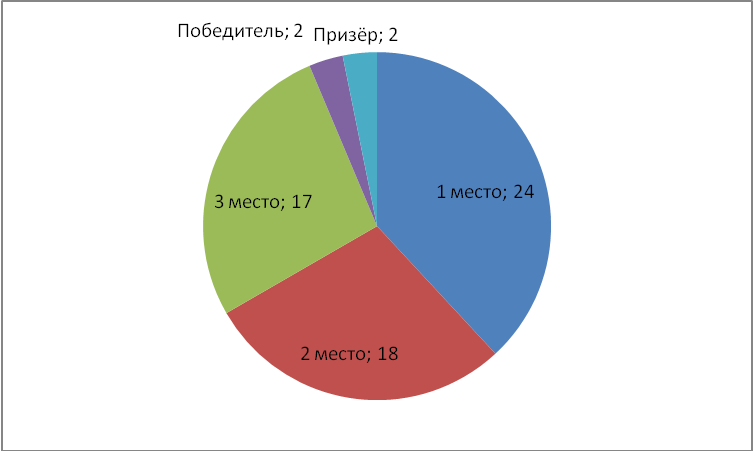 Победитель; 2
Призёр; 2
1 место; 24
3 место; 17
2 место; 18